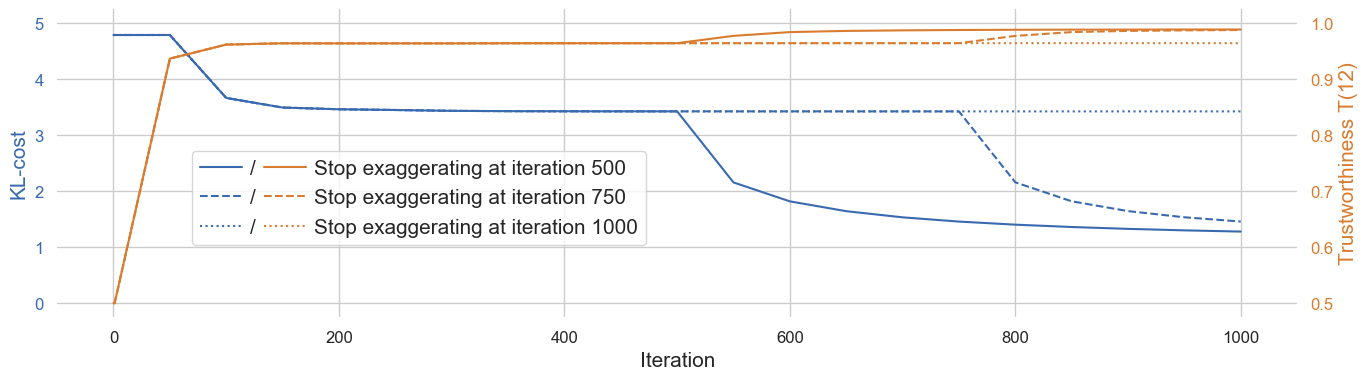 5
4
3
2
1
0
KL-cost
1.0
0.9
0.8
0.7
0.6
0.5
Trustworthiness T(12)
/ Stop exaggerating at iteration 500
/ Stop exaggerating at iteration 750
/ Stop exaggerating at iteration 1000
0 200 400 600 800 1000
Iteration